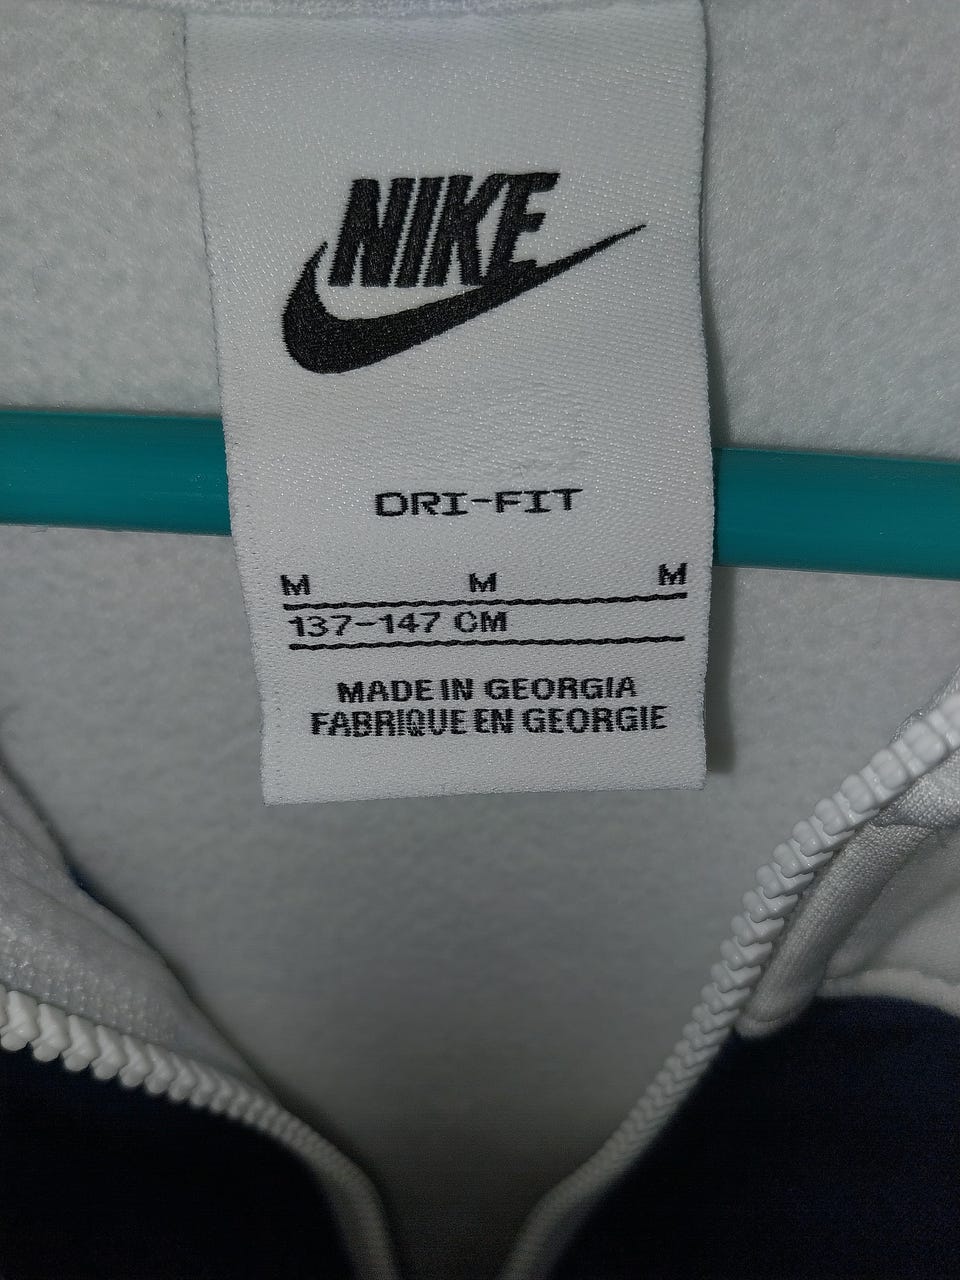 NIKE
DRI-FIT
M M M
137-147 CM
MADE IN GEORGIA
FABRIQUE EN GEORGIE